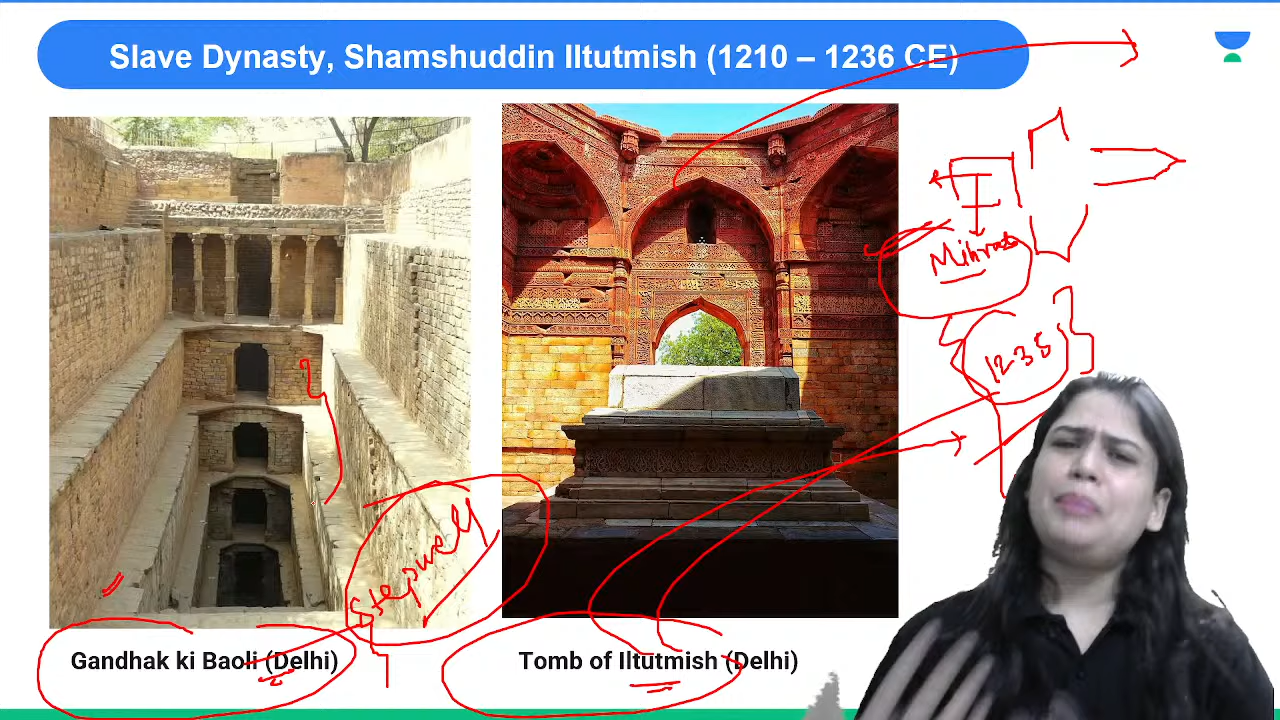 Slave Dynasty, Shamshuddin Iltutmish (1210 – 1236 CE)
Mihrab
1235
Stepwell
Gandhak ki Baoli (Delhi)
Tomb of Iltutmish (Delhi)